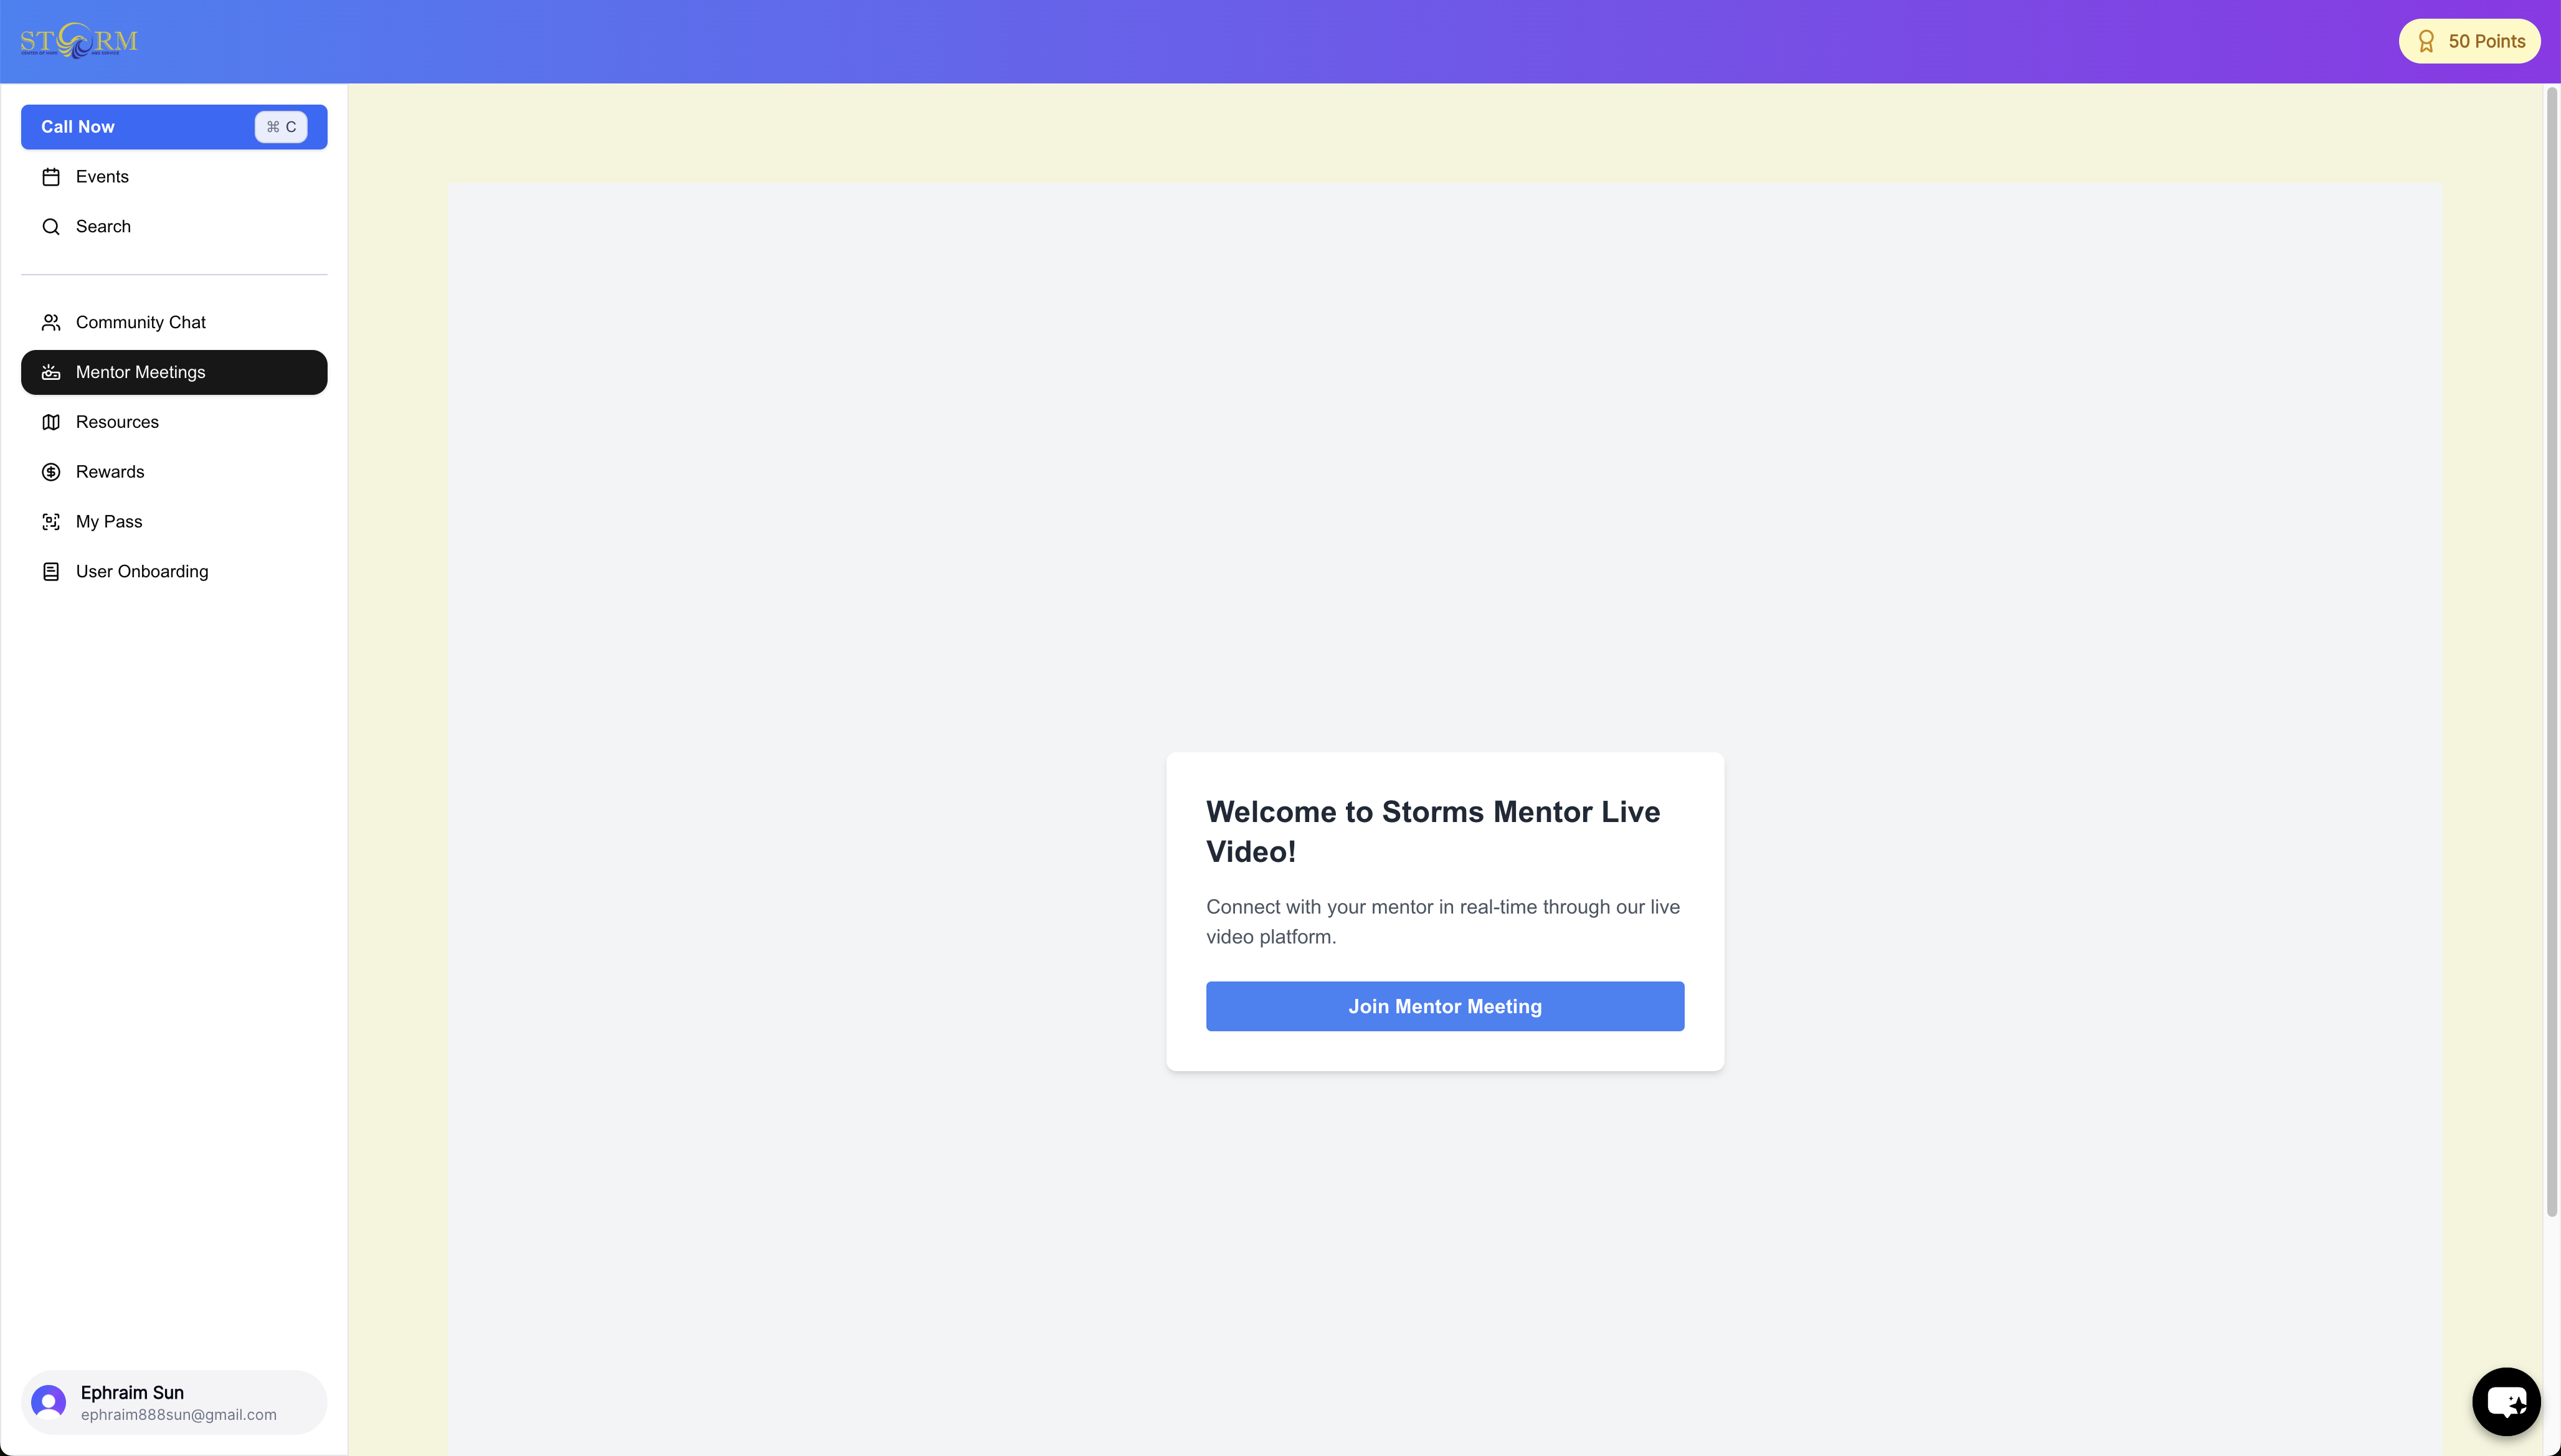 STORM
50 Points
Call Now
⌘ C
Events
Search
Community Chat
Mentor Meetings
Resources
Rewards
My Pass
User Onboarding
Welcome to Storms Mentor Live
Video!
Connect with your mentor in real-time through our live
video platform.
Join Mentor Meeting
Ephraim Sun
ephraim888sun@gmail.com